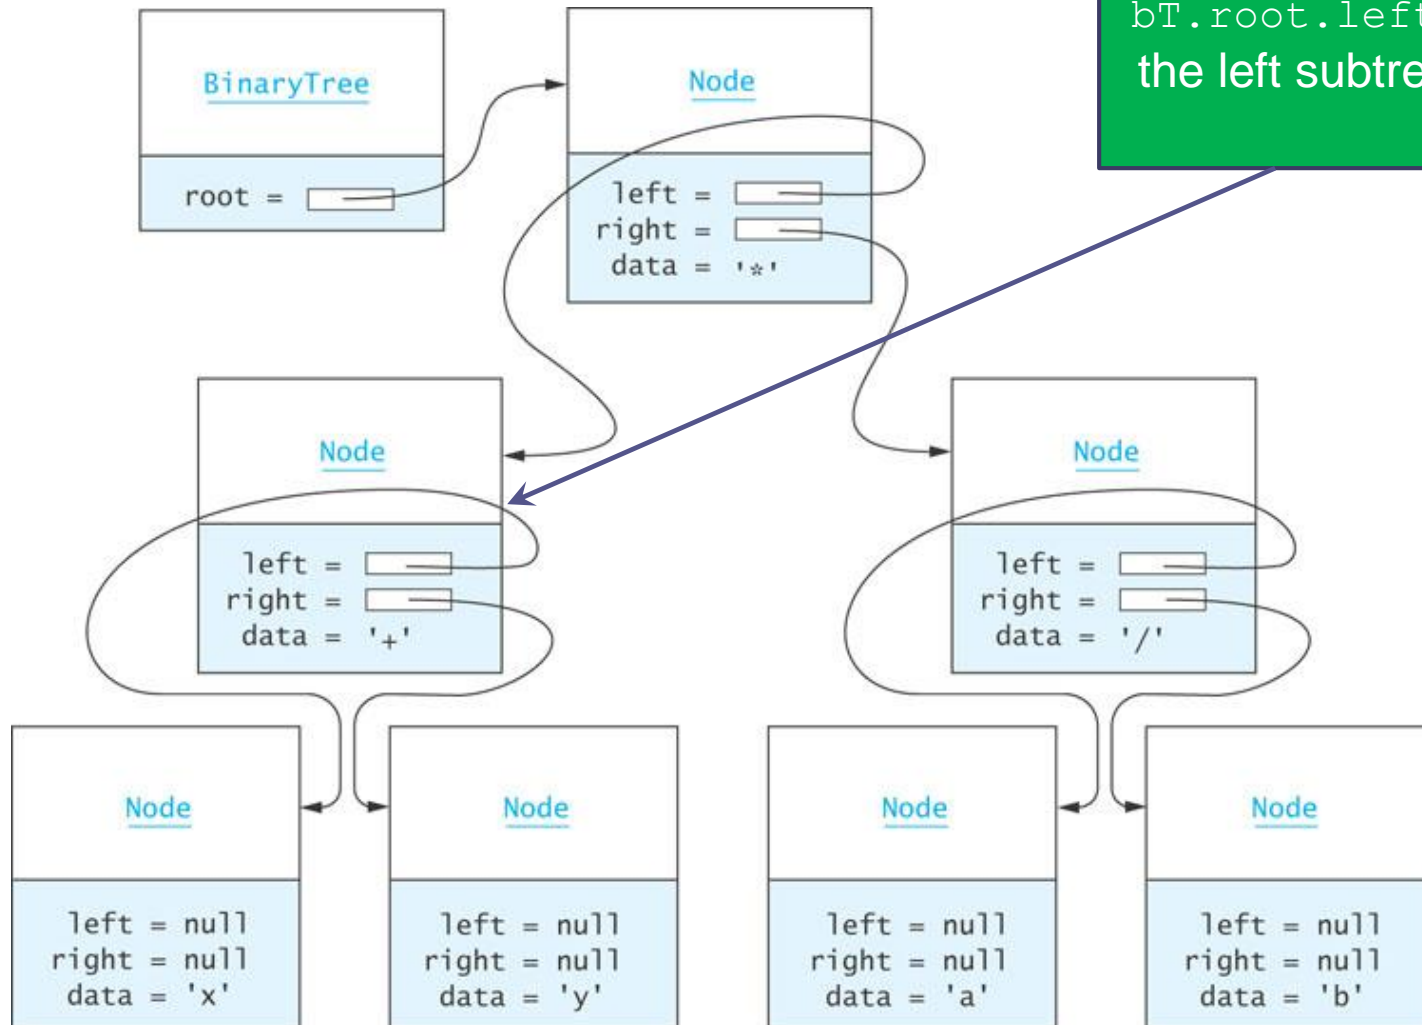 bT.root.left
the left subtre
BinaryTree
root =
Node
left =
right =
data = '*'
Node
left =
right =
data = '+'
Node
left =
right =
data = '/'
Node
left = null
right = null
data = 'x'
Node
left = null
right = null
data = 'y'
Node
left = null
right = null
data = 'a'
Node
left = null
right = null
data = 'b'